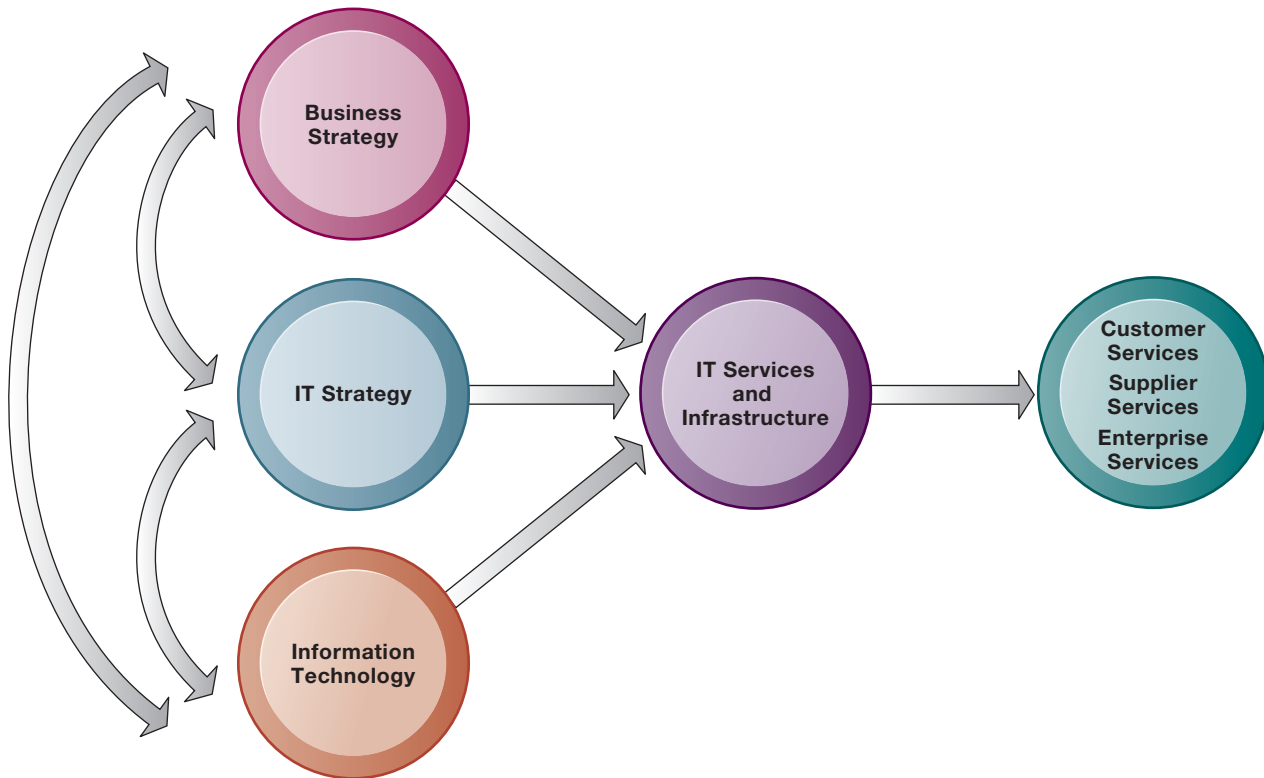 Business
Strategy
IT Strategy
Information
Technology
IT Services
and
Infrastructure
Customer
Services
Supplier
Services
Enterprise
Services